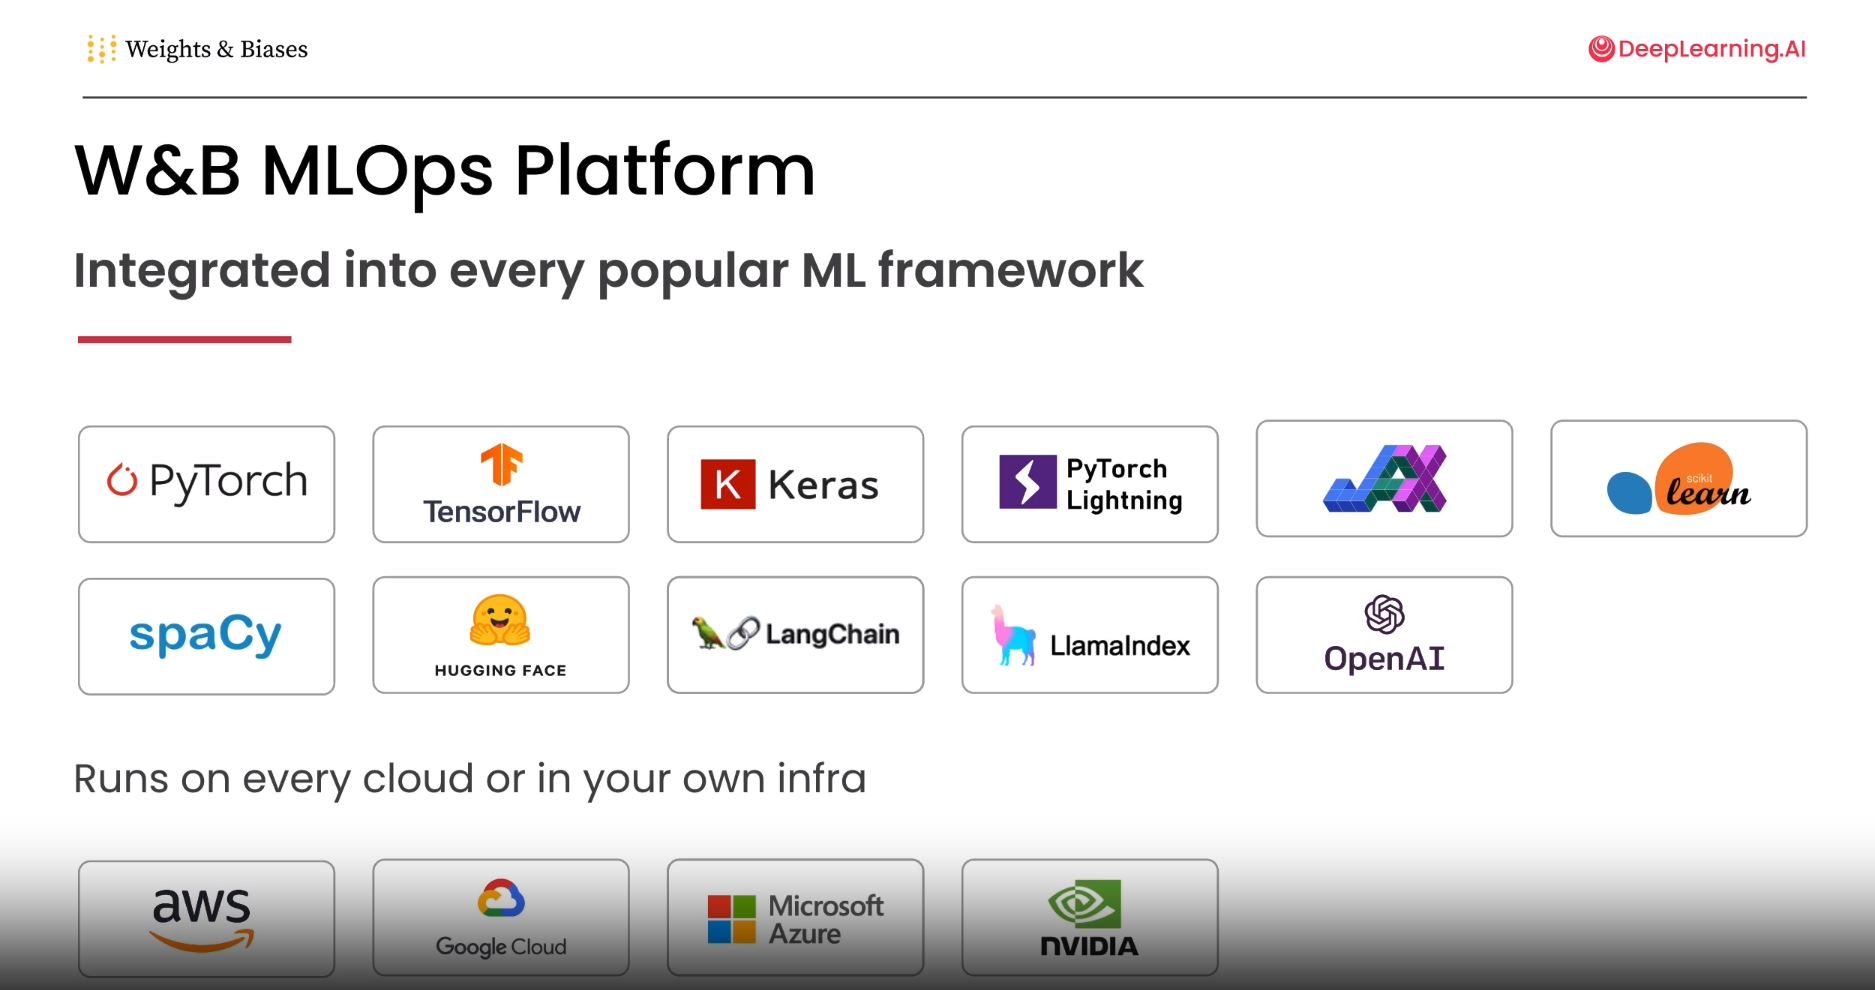 Weights & Biases
DeepLearning.AI
W&B MLOps Platform
Integrated into every popular ML framework
PyTorch
TensorFlow
K Keras
PyTorch
Lightning
JAX
scikit
learn
spaCy
HUGGING FACE
LangChain
LlamaIndex
OpenAI
Runs on every cloud or in your own infra
aws
Google Cloud
Microsoft
Azure
NVIDIA